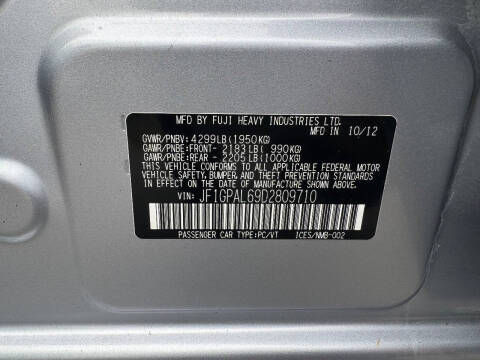 MFD BY FUJI HEAVY INDUSTRIES LTD.
MFD IN 10/12
GVWR/PNBV: 4299LB(1950KG)
GAWR/PNBE:FRONT- 2183LB( 990KG)
GAWR/PNBE:REAR - 2205LB(1000KG)
THIS VEHICLE CONFORMS TO ALL APPLICABLE FEDERAL MOTOR
VEHICLE SAFETY, BUMPER, AND THEFT PREVENTION STANDARDS
IN EFFECT ON THE DATE OF MANUFACTURE SHOWN ABOVE.
VIN: JF1GPAL69D2809710
PASSENGER CAR TYPE:PC/VT ICES/NMB-002